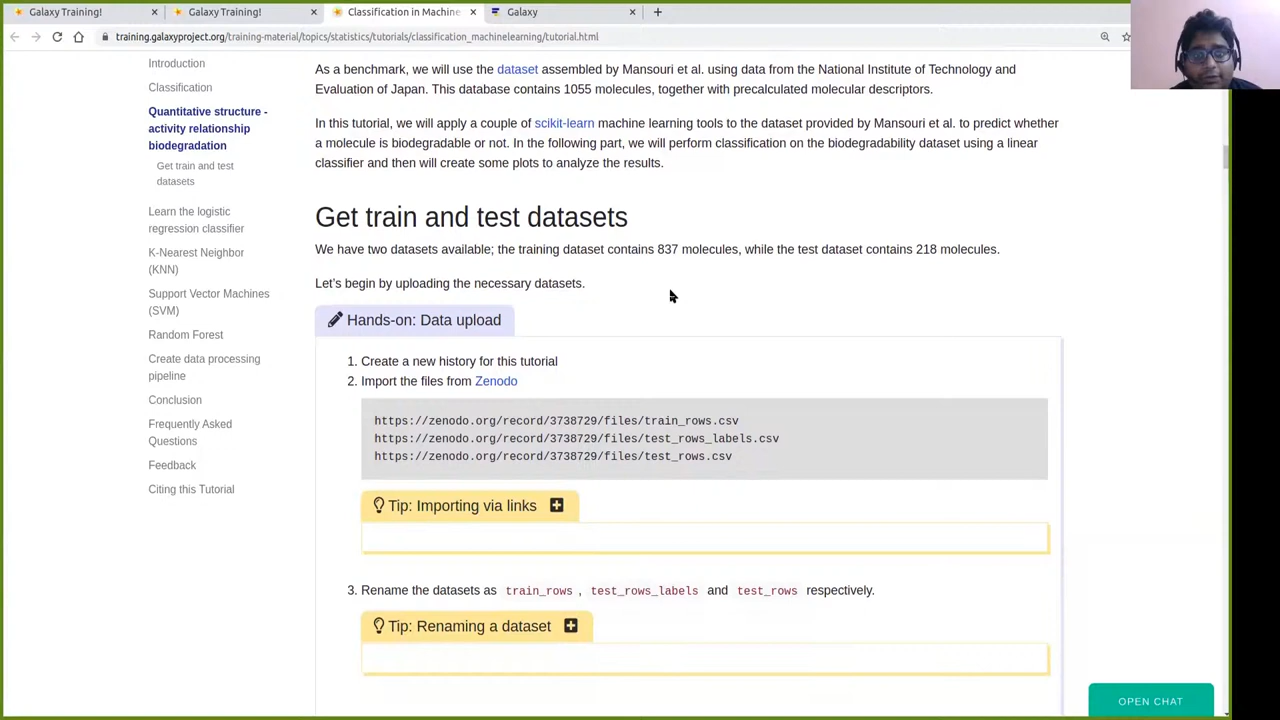 Galaxy Training!
Galaxy Training!
Classification in Machine
Galaxy
training.galaxyproject.org/training-material/topics/statistics/tutorials/classification_machinelearning/tutorial.html
Introduction
Classification
Quantitative structure -
activity relationship
biodegradation
Get train and test
datasets
Learn the logistic
regression classifier
K-Nearest Neighbor
(KNN)
Support Vector Machines
(SVM)
Random Forest
Create data processing
pipeline
Conclusion
Frequently Asked
Questions
Feedback
Citing this Tutorial
As a benchmark, we will use the dataset assembled by Mansouri et al. using data from the National Institute of Technology and
Evaluation of Japan. This database contains 1055 molecules, together with precalculated molecular descriptors.
In this tutorial, we will apply a couple of scikit-learn machine learning tools to the dataset provided by Mansouri et al. to predict whether
a molecule is biodegradable or not. In the following part, we will perform classification on the biodegradability dataset using a linear
classifier and then will create some plots to analyze the results.
Get train and test datasets
We have two datasets available; the training dataset contains 837 molecules, while the test dataset contains 218 molecules.
Let's begin by uploading the necessary datasets.
Hands-on: Data upload
1. Create a new history for this tutorial
2. Import the files from Zenodo
https://zenodo.org/record/3738729/files/train_rows.csv
https://zenodo.org/record/3738729/files/test_rows_labels.csv
https://zenodo.org/record/3738729/files/test_rows.csv
Tip: Importing via links
3. Rename the datasets as train_rows , test_rows_labels and test_rows respectively.
Tip: Renaming a dataset
OPEN CHAT